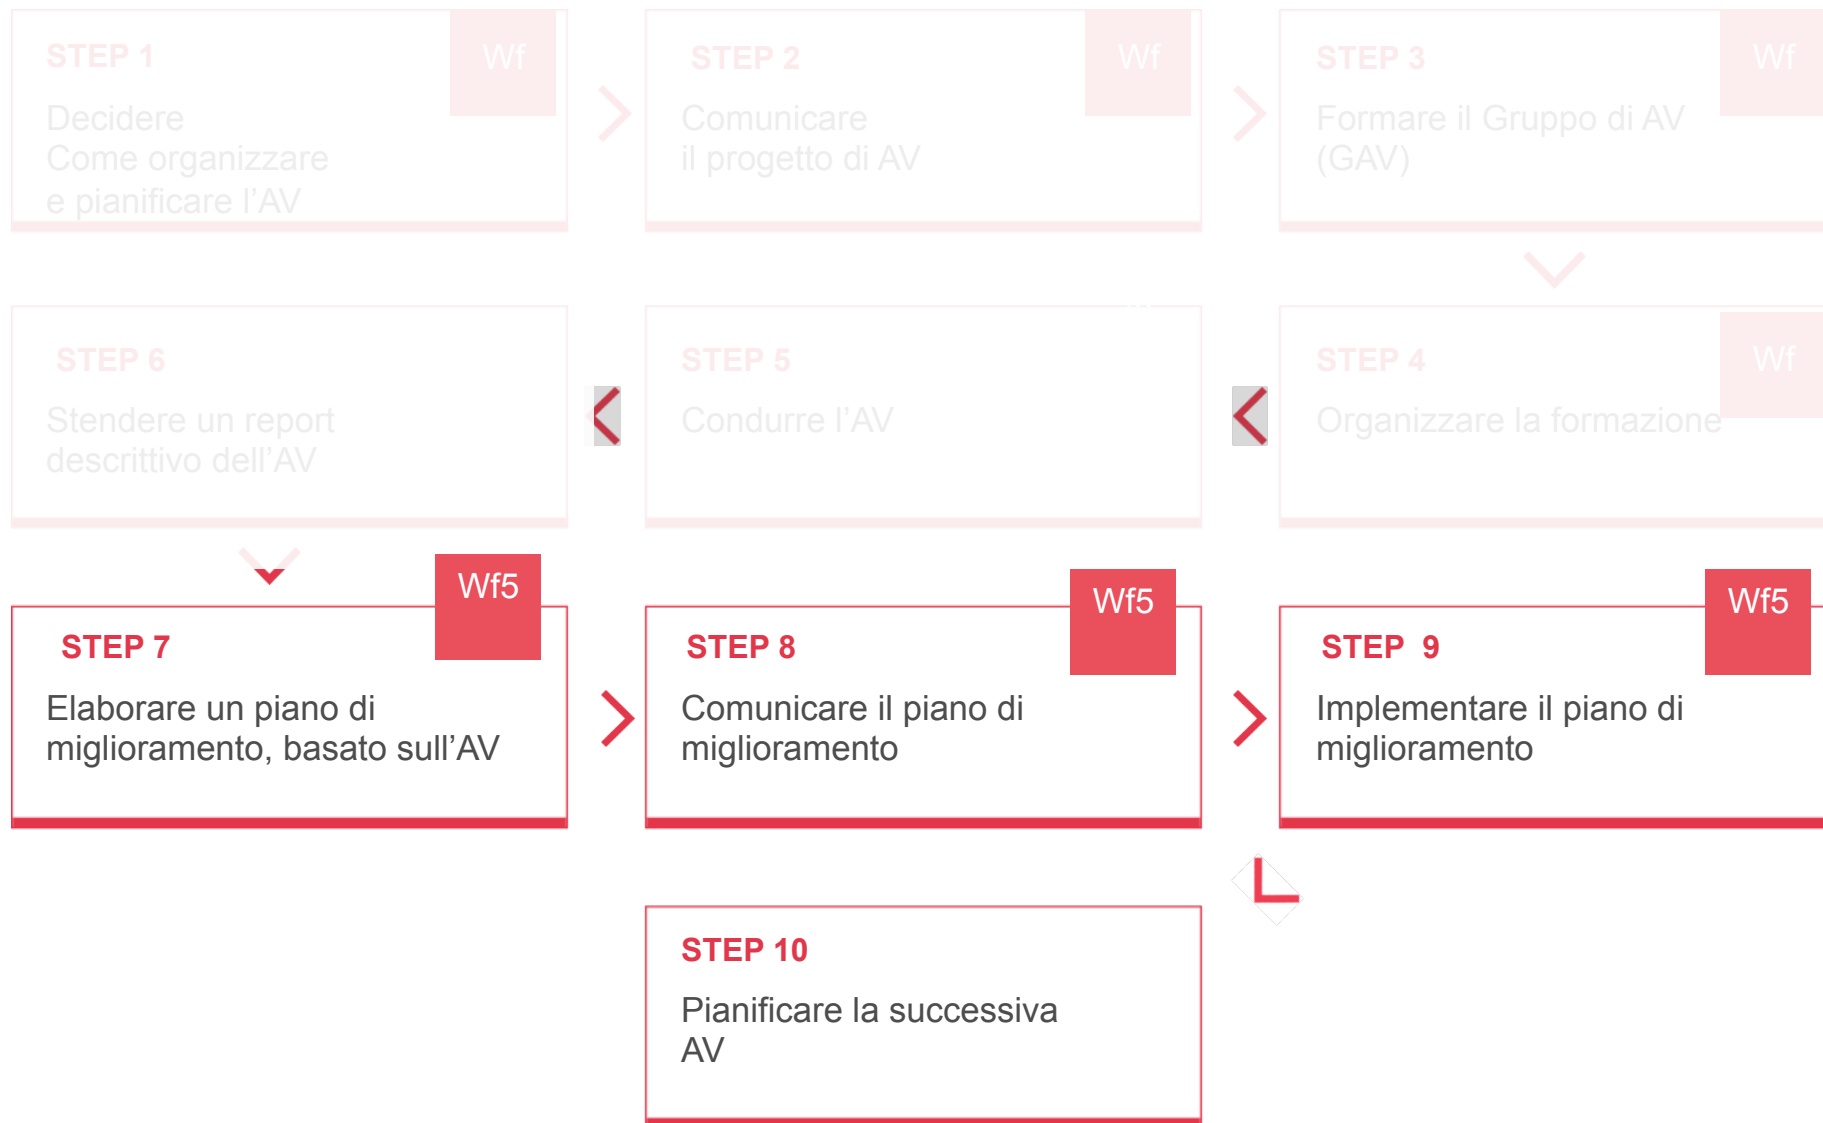 STEP 1
Wf
Decidere
Come organizzare
e pianificare l'AV
STEP 2
Wf
Comunicare
il progetto di AV
STEP 3
Wf
Formare il Gruppo di AV
(GAV)
STEP 6
Stendere un report
descrittivo dell'AV
STEP 5
Condurre l'AV
STEP 4
Wf
Organizzare la formazione
Wf5
STEP 7
Elaborare un piano di
miglioramento, basato sull'AV
Wf5
STEP 8
Comunicare il piano di
miglioramento
Wf5
STEP 9
Implementare il piano di
miglioramento
STEP 10
Pianificare la successiva
AV